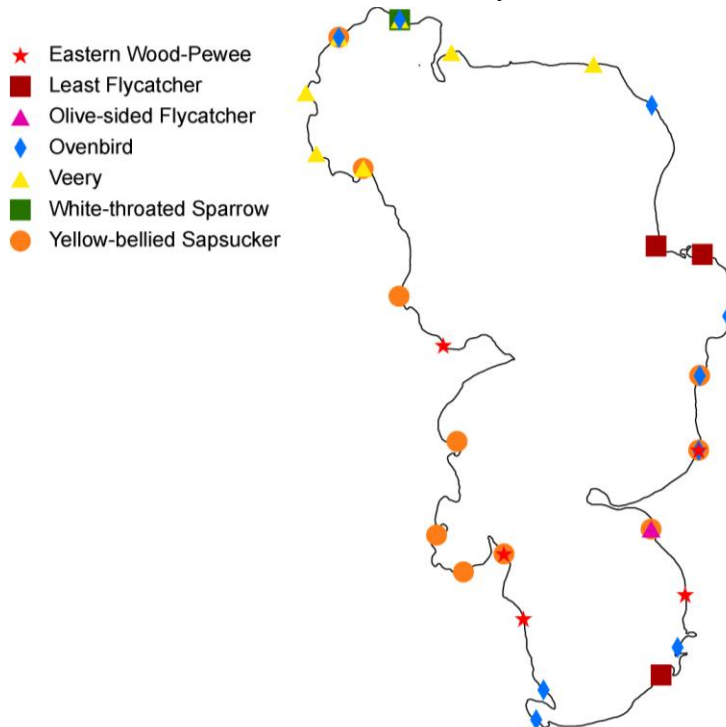 Eastern Wood-Pewee
Least Flycatcher
Olive-sided Flycatcher
Ovenbird
Veery
White-throated Sparrow
Yellow-bellied Sapsucker